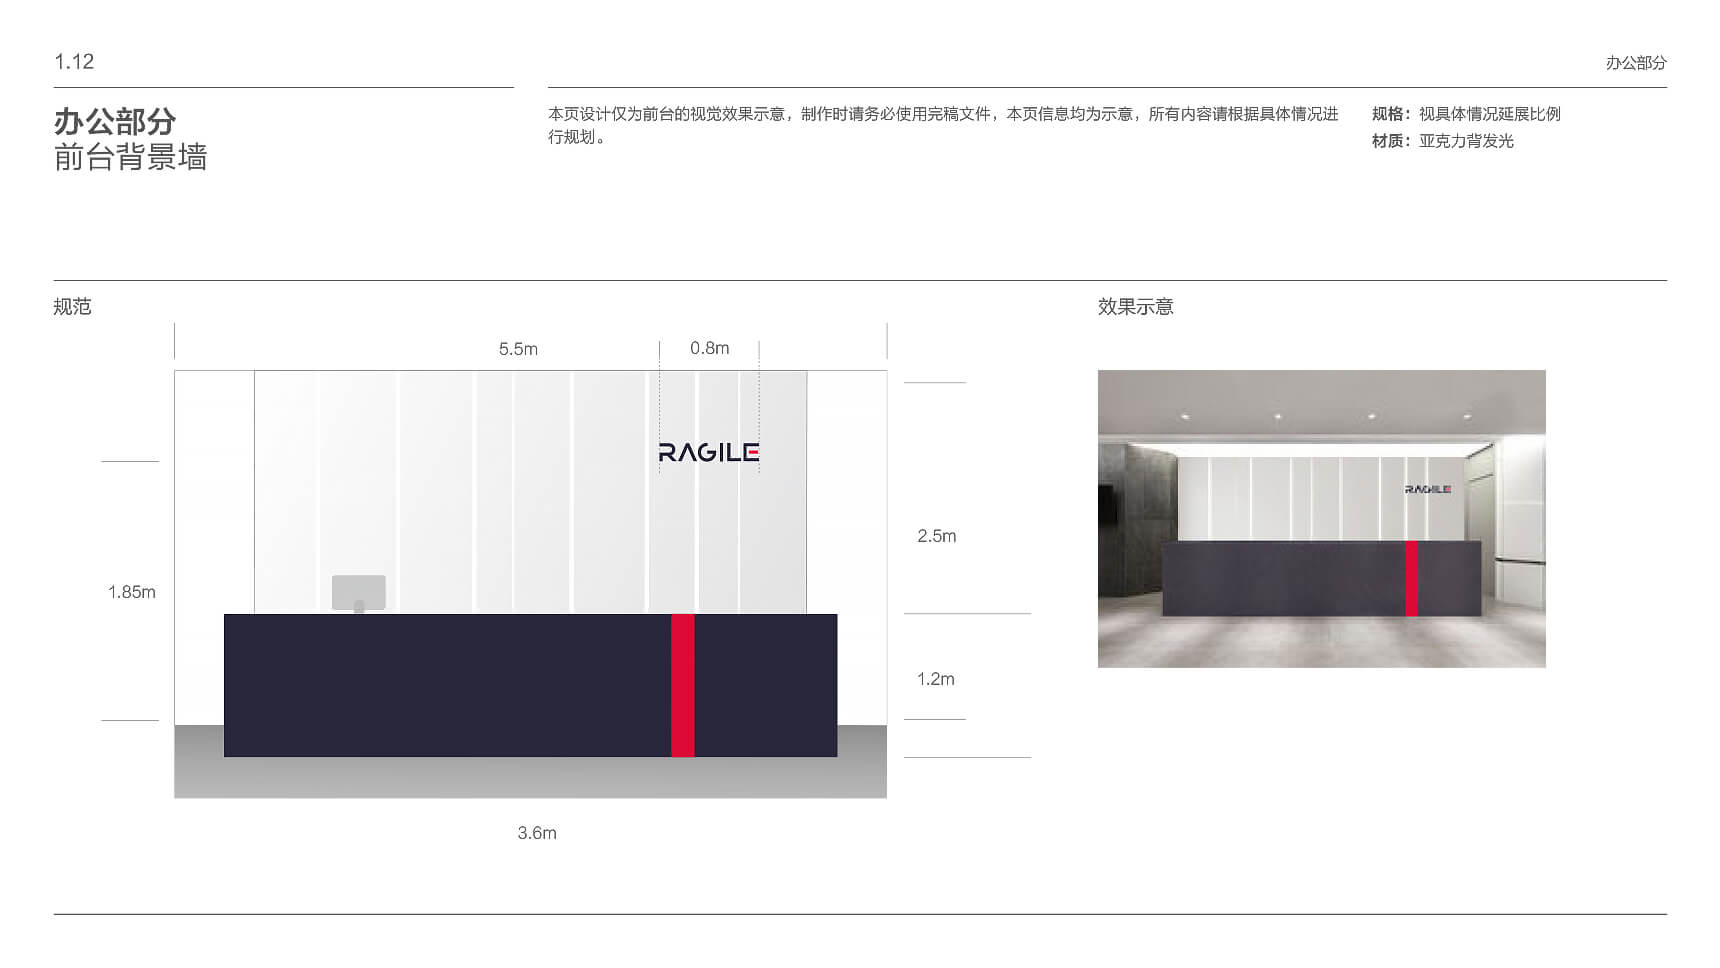 1.12
办公部分
办公部分
前台背景墙
本页设计仅为前台的视觉效果示意，制作时请务必使用完稿文件，本页信息均为示意，所有内容请根据具体情况进
行规划。
规格：视具体情况延展比例
材质：亚克力背发光
规范
效果示意
5.5m
0.8m
RAGILE
RAGILE
2.5m
1.85m
1.2m
3.6m